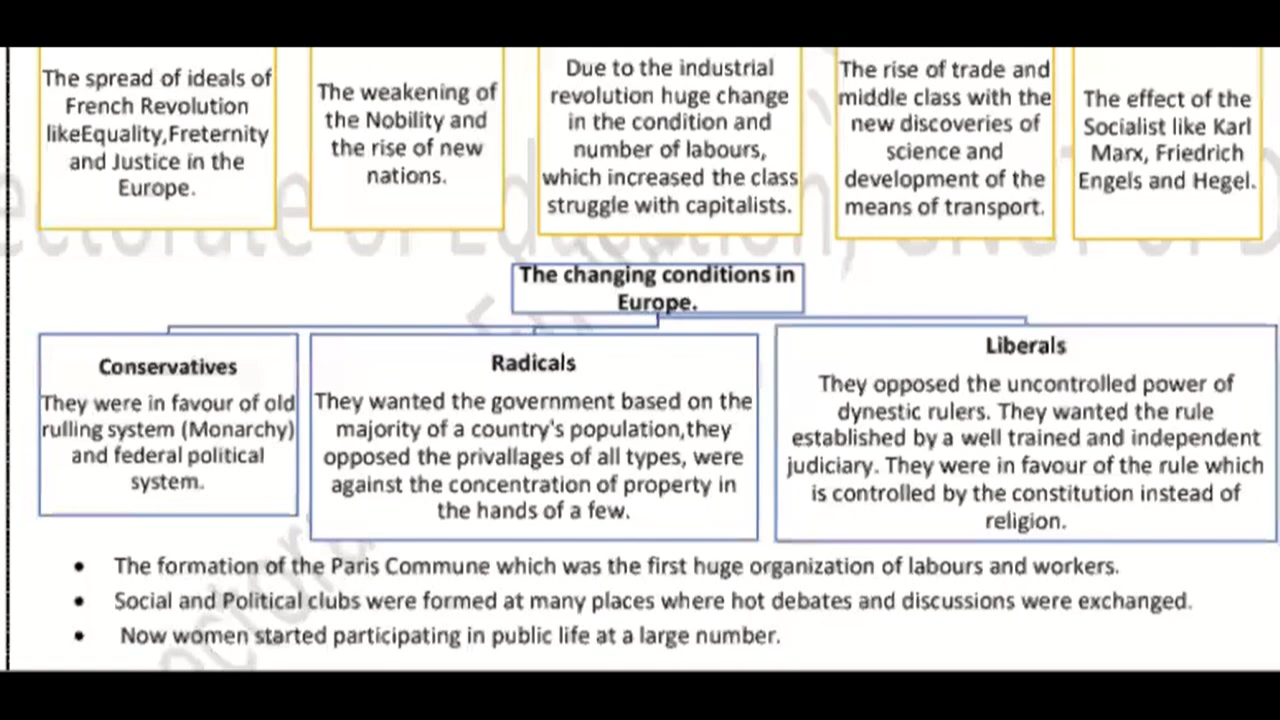 The spread of ideals of
French Revolution
likeEquality,Freternity
and Justice in the
Europe.
The weakening of
the Nobility and
the rise of new
nations.
Due to the industrial
revolution huge change
in the condition and
number of labours,
which increased the class
struggle with capitalists.
The rise of trade and
middle class with the
new discoveries of
science and
development of the
means of transport.
The effect of the
Socialist like Karl
Marx, Friedrich
Engels and Hegel.
The changing conditions in
Europe.
Conservatives
They were in favour of old
rulling system (Monarchy)
and federal political
system.
Radicals
They wanted the government based on the
majority of a country's population,they
opposed the privallages of all types, were
against the concentration of property in
the hands of a few.
Liberals
They opposed the uncontrolled power of
dynestic rulers. They wanted the rule
established by a well trained and independent
judiciary. They were in favour of the rule which
is controlled by the constitution instead of
religion.
• The formation of the Paris Commune which was the first huge organization of labours and workers.
• Social and Political clubs were formed at many places where hot debates and discussions were exchanged.
• Now women started participating in public life at a large number.